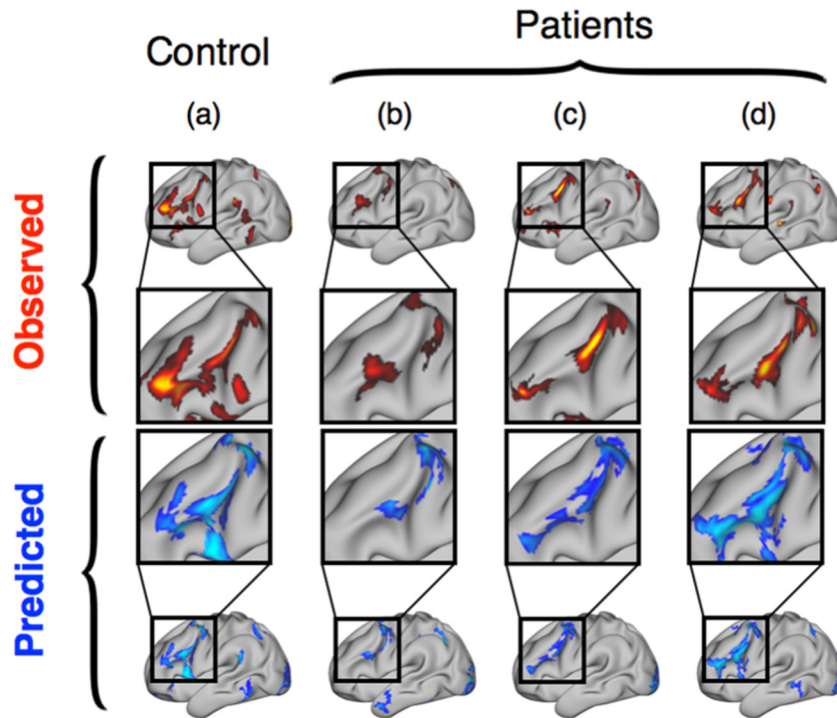 Patients
Control
(a)
(b)
(c)
(d)
Observed
Predicted